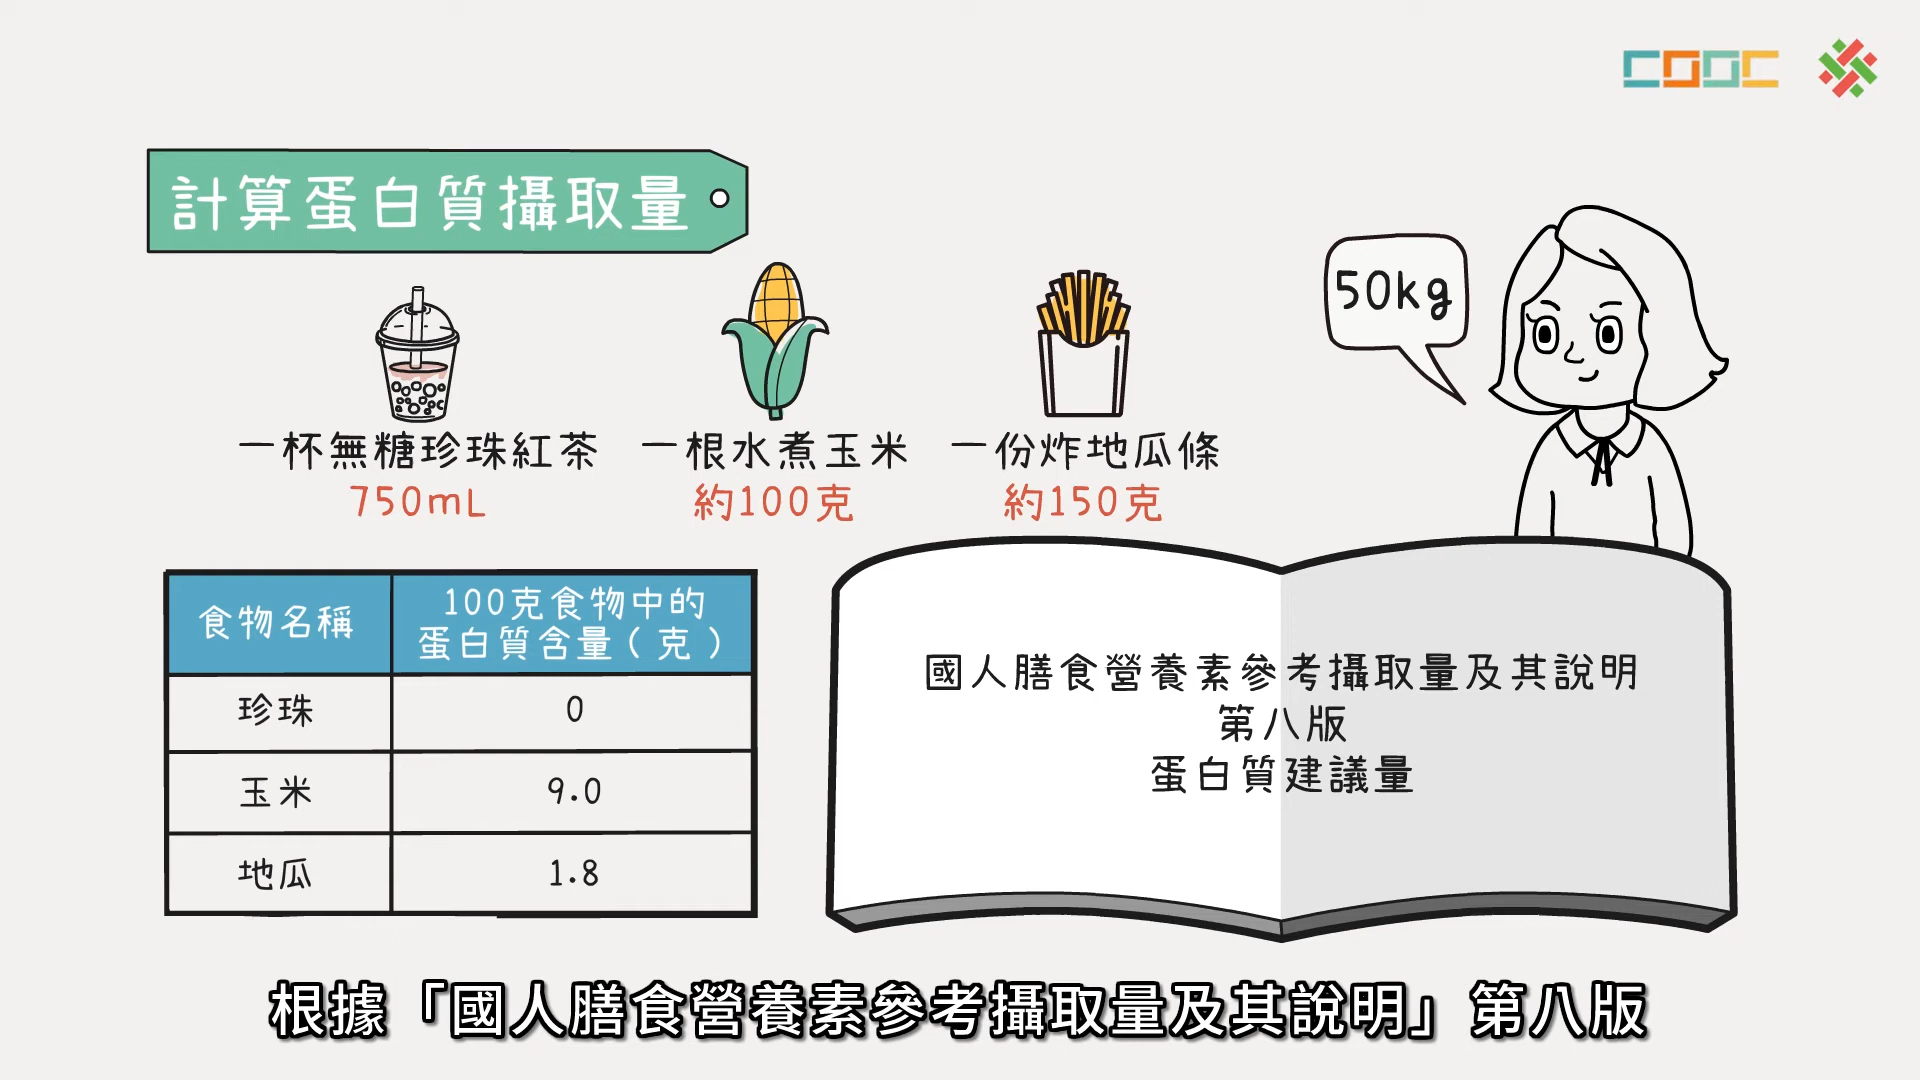 COOC
計算蛋白質攝取量
50kg
一杯無糖珍珠紅茶
750mL
一根水煮玉米
約100克
一份炸地瓜條
約150克
食物名稱
100克食物中的
蛋白質含量(克)
珍珠
0
玉米
9.0
地瓜
1.8
國人膳食營養素參考攝取量及其說明
第八版
蛋白質建議量
根據「國人膳食營養素參考攝取量及其說明」第八版